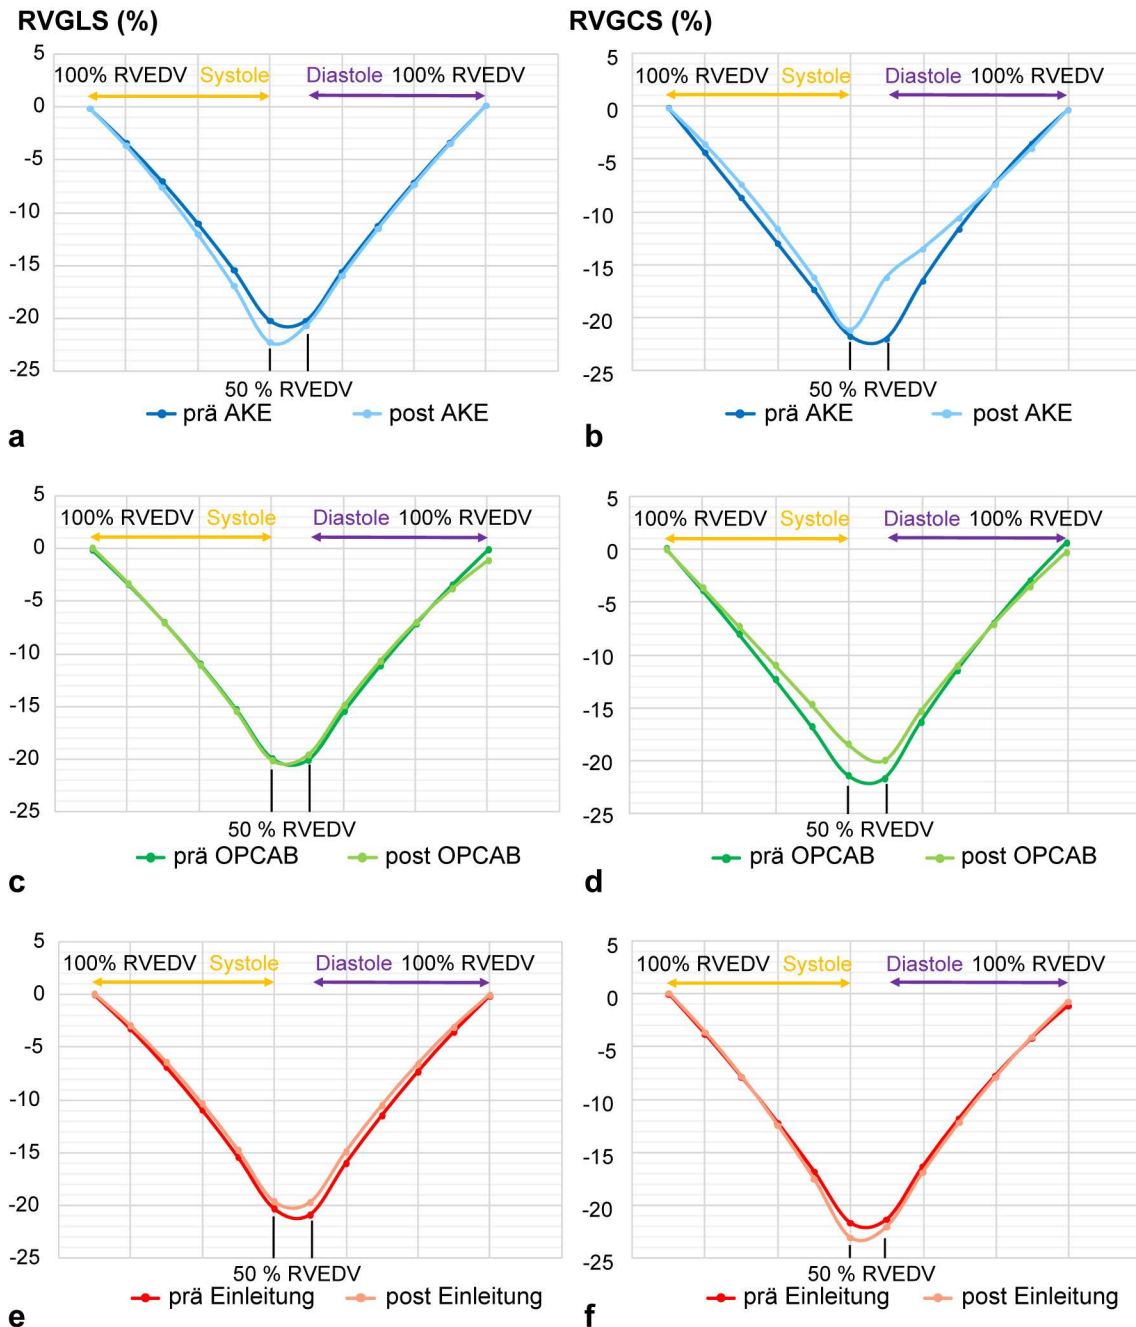 RVGLS (%)
5
100% RVEDV Systole Diastole 100% RVEDV
0
-5
-10
-15
-20
-25
50 % RVEDV
prä AKE post AKE
a
RVGCS (%)
5
100% RVEDV Systole Diastole 100% RVEDV
0
-5
-10
-15
-20
-25
50 % RVEDV
prä AKE post AKE
b
5
100% RVEDV Systole Diastole 100% RVEDV
0
-5
-10
-15
-20
-25
50 % RVEDV
prä OPCAB post OPCAB
c
5
100% RVEDV Systole Diastole 100% RVEDV
0
-5
-10
-15
-20
-25
50 % RVEDV
prä OPCAB post OPCAB
d
5
100% RVEDV Systole Diastole 100% RVEDV
0
-5
-10
-15
-20
-25
50 % RVEDV
prä Einleitung post Einleitung
e
5
100% RVEDV Systole Diastole 100% RVEDV
0
-5
-10
-15
-20
-25
50 % RVEDV
prä Einleitung post Einleitung
f